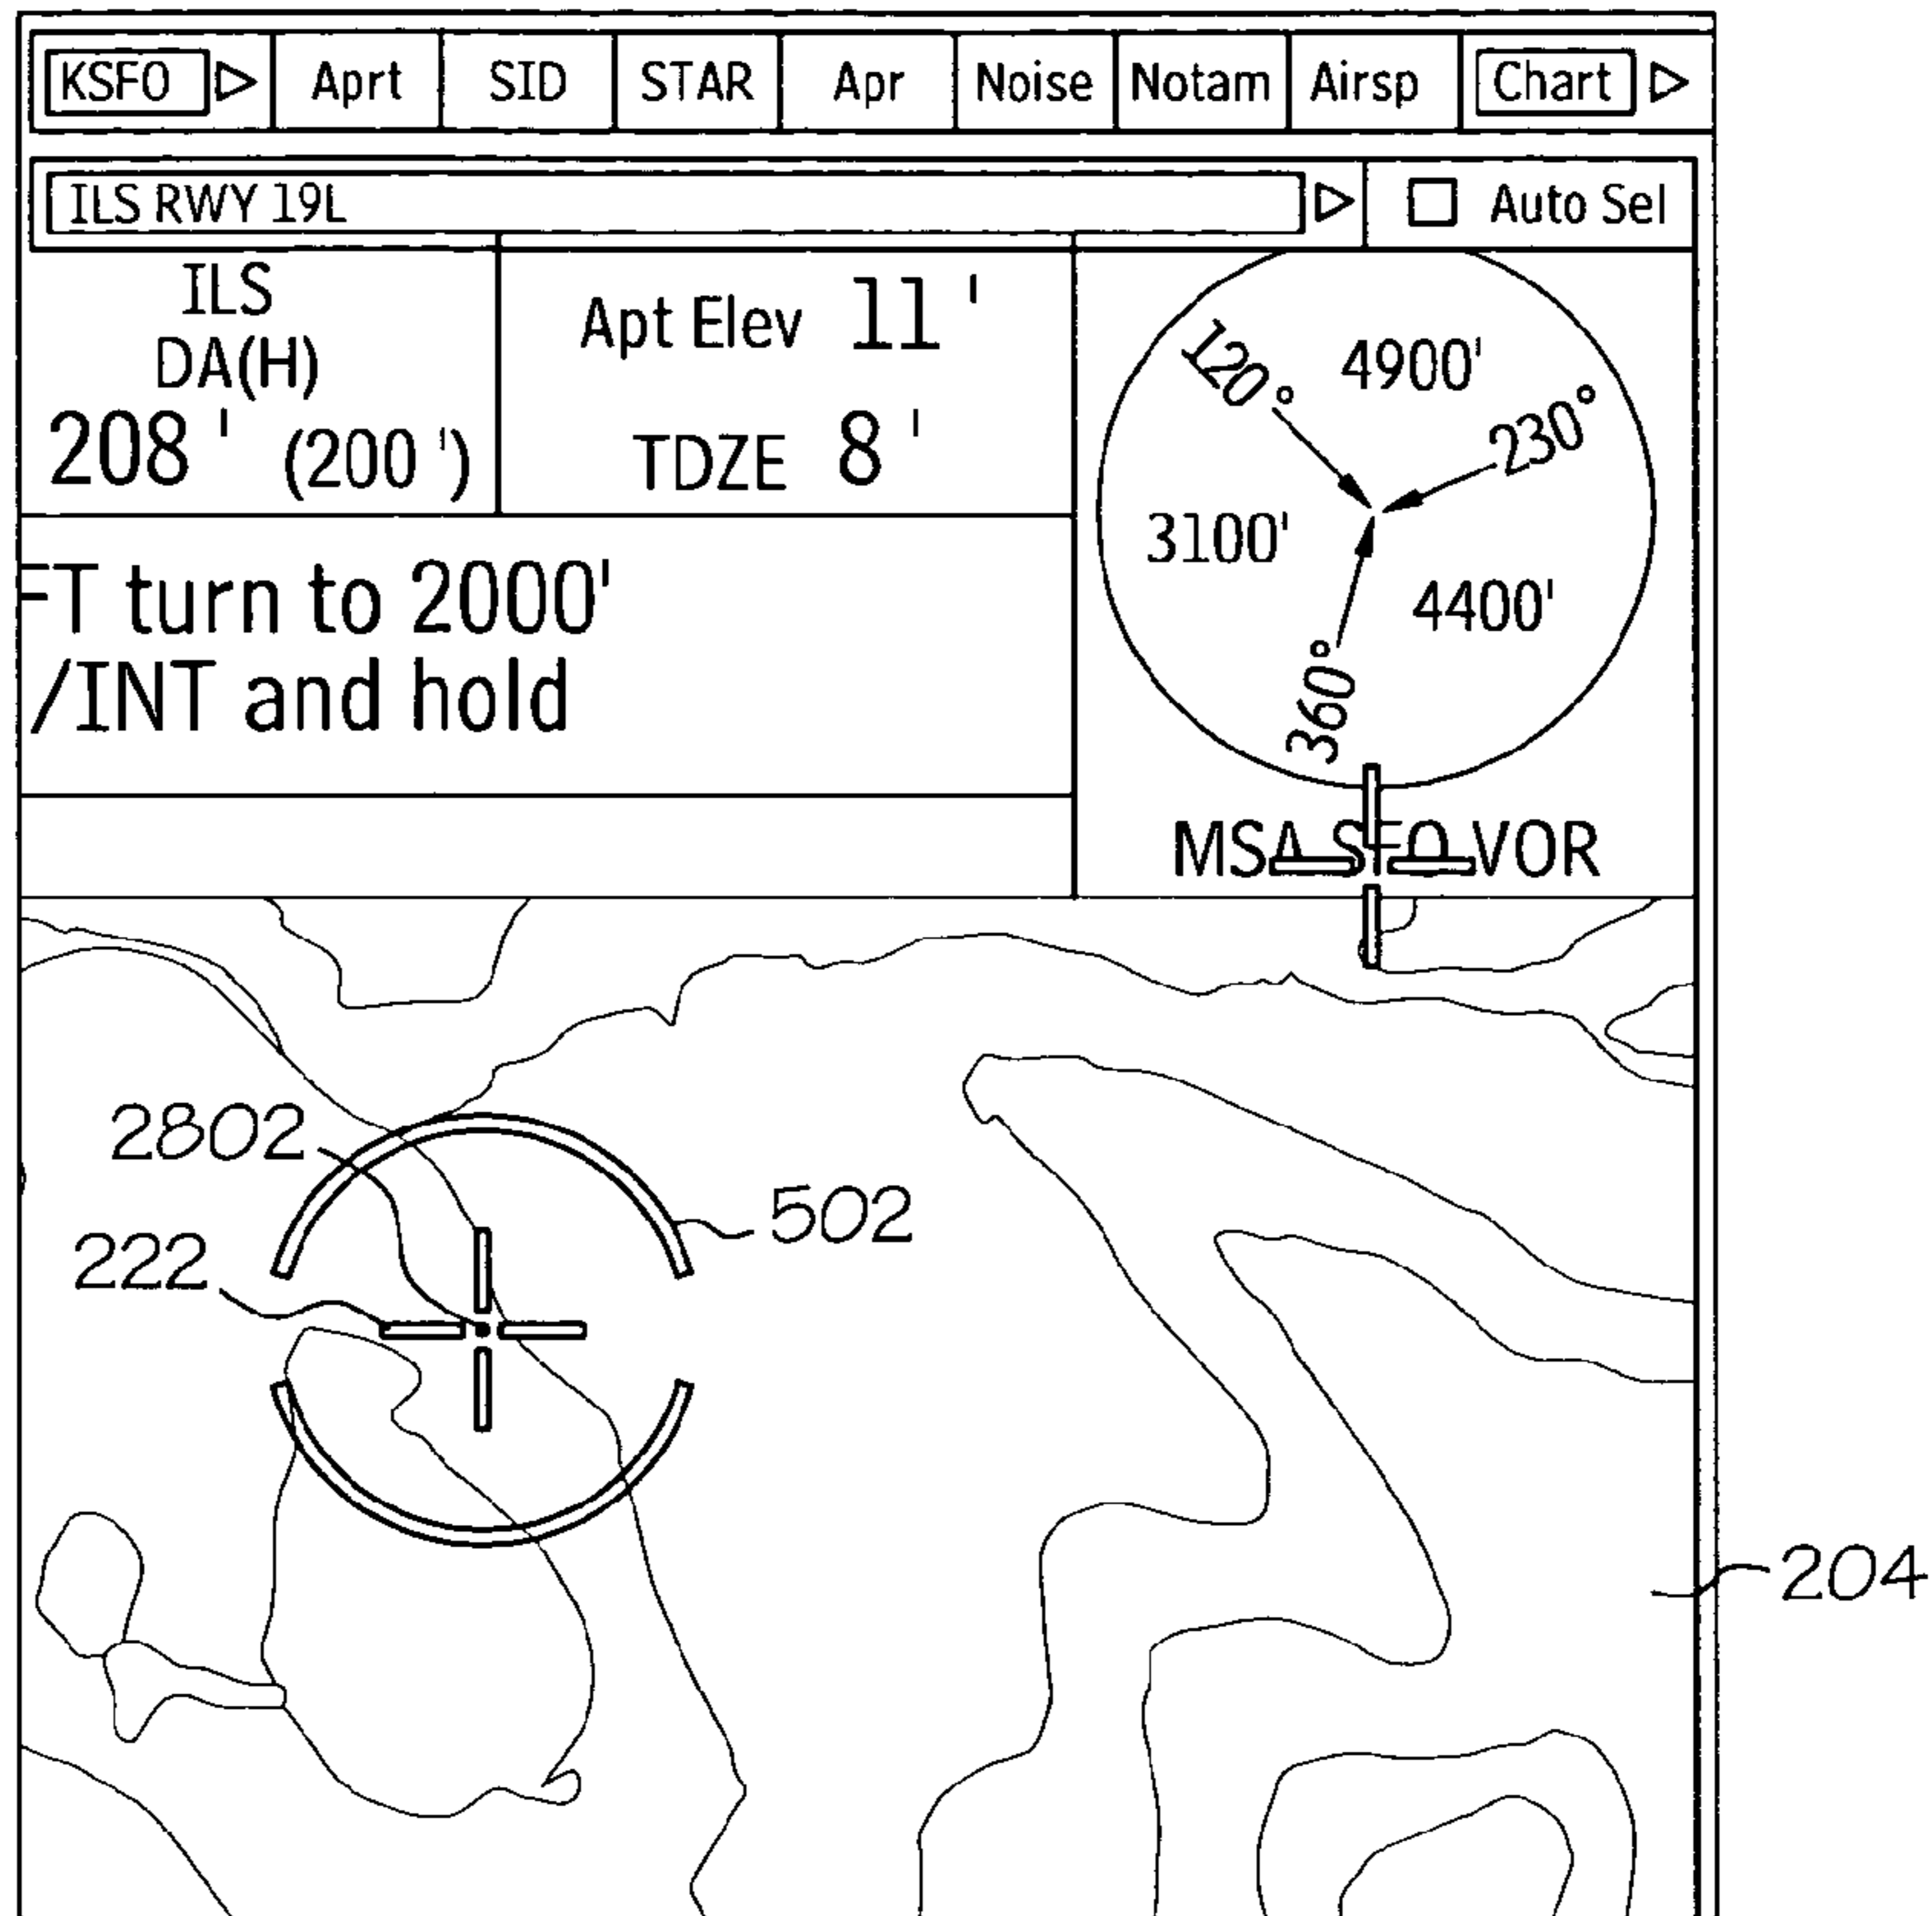 KSFO Aprt SID STAR Apr Noise Notam Airsp Chart
ILS RWY 19L Auto Sel
ILS
DA(H)
208' (200')
Apt Elev 11'
TDZE 8'
FT turn to 2000'
/INT and hold
120°
4900'
230°
3100'
4400'
360°
MSA SFO VOR
2802
502
222
204